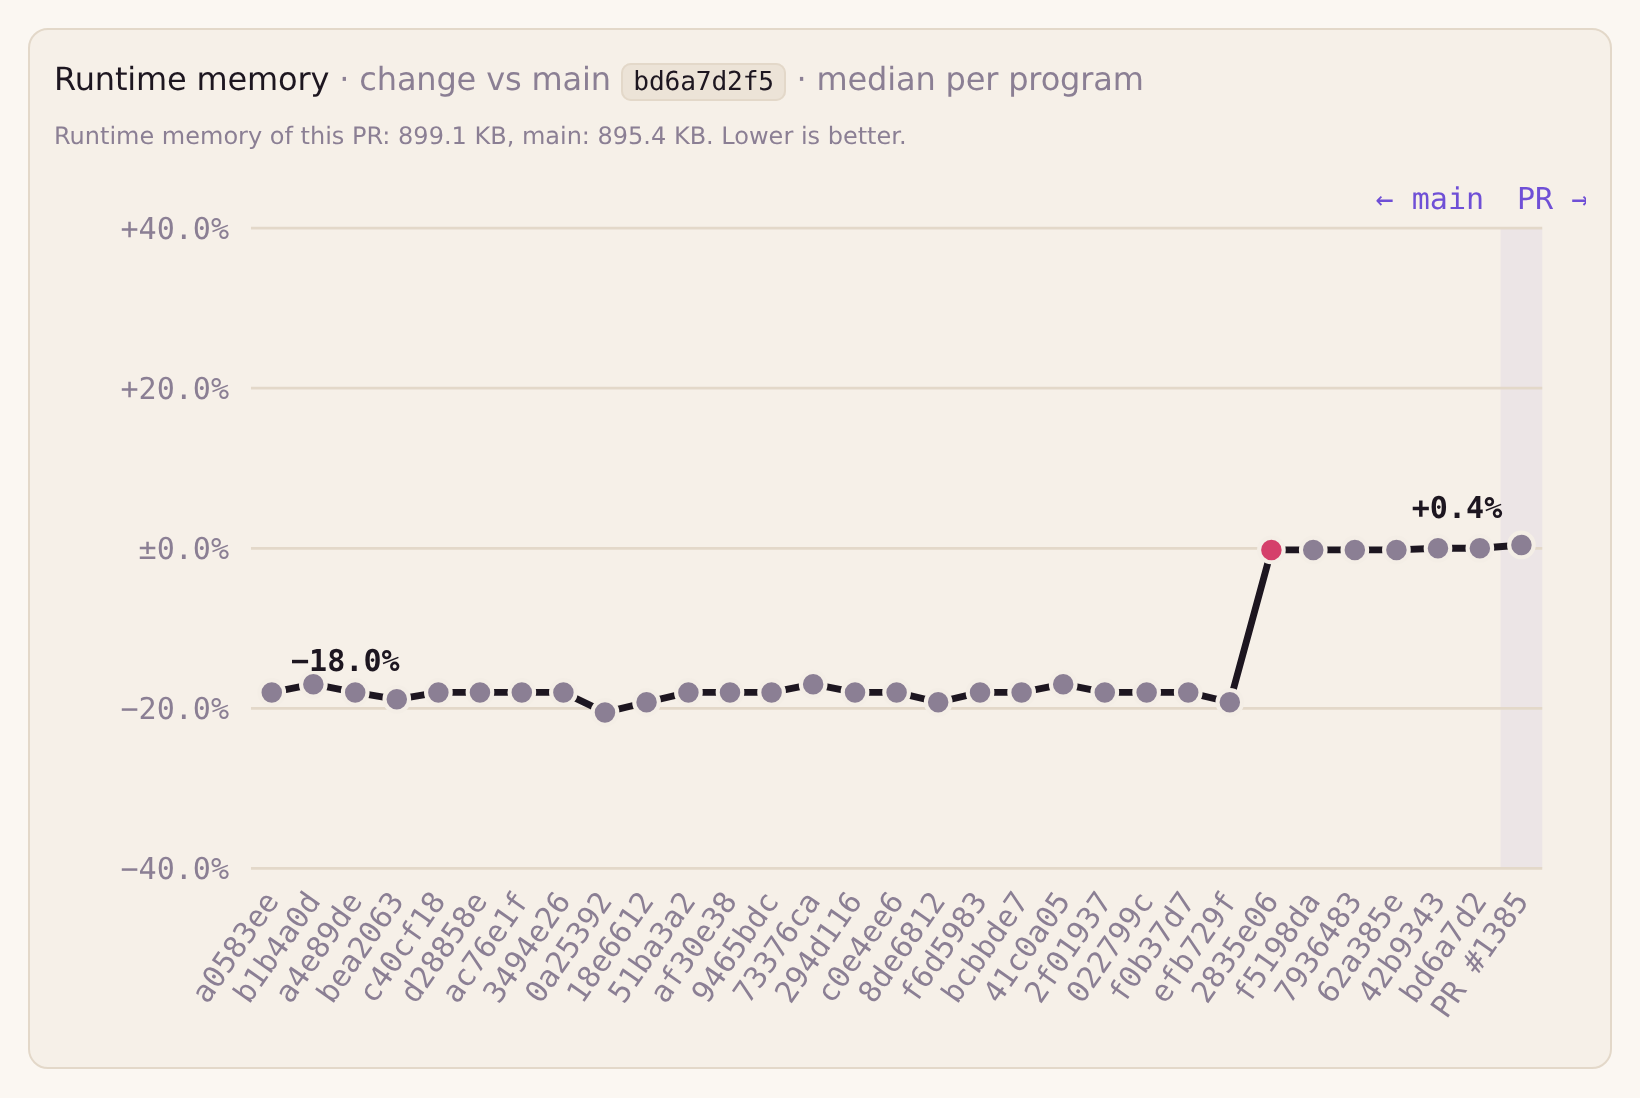 Runtime memory · change vs main bd6a7d2f5 · median per program
Runtime memory of this PR: 899.1 KB, main: 895.4 KB. Lower is better.
← main PR →
+40.0%
+20.0%
±0.0%
−20.0%
−40.0%
−18.0%
+0.4%
a0583ee
b1b4a0d
a4e89de
bea2063
c40cf18
d28858e
ac76e1f
3494e26
0a25392
18e6612
51ba3a2
af30e38
9465bdc
73376ca
294d116
c0e4ee6
8de6812
f6d5983
bcbbde7
41c0a05
2f01937
022799c
f0b37d7
efb729f
2835e06
f5198da
7936483
62a385e
42b9343
bd6a7d2
PR #1385